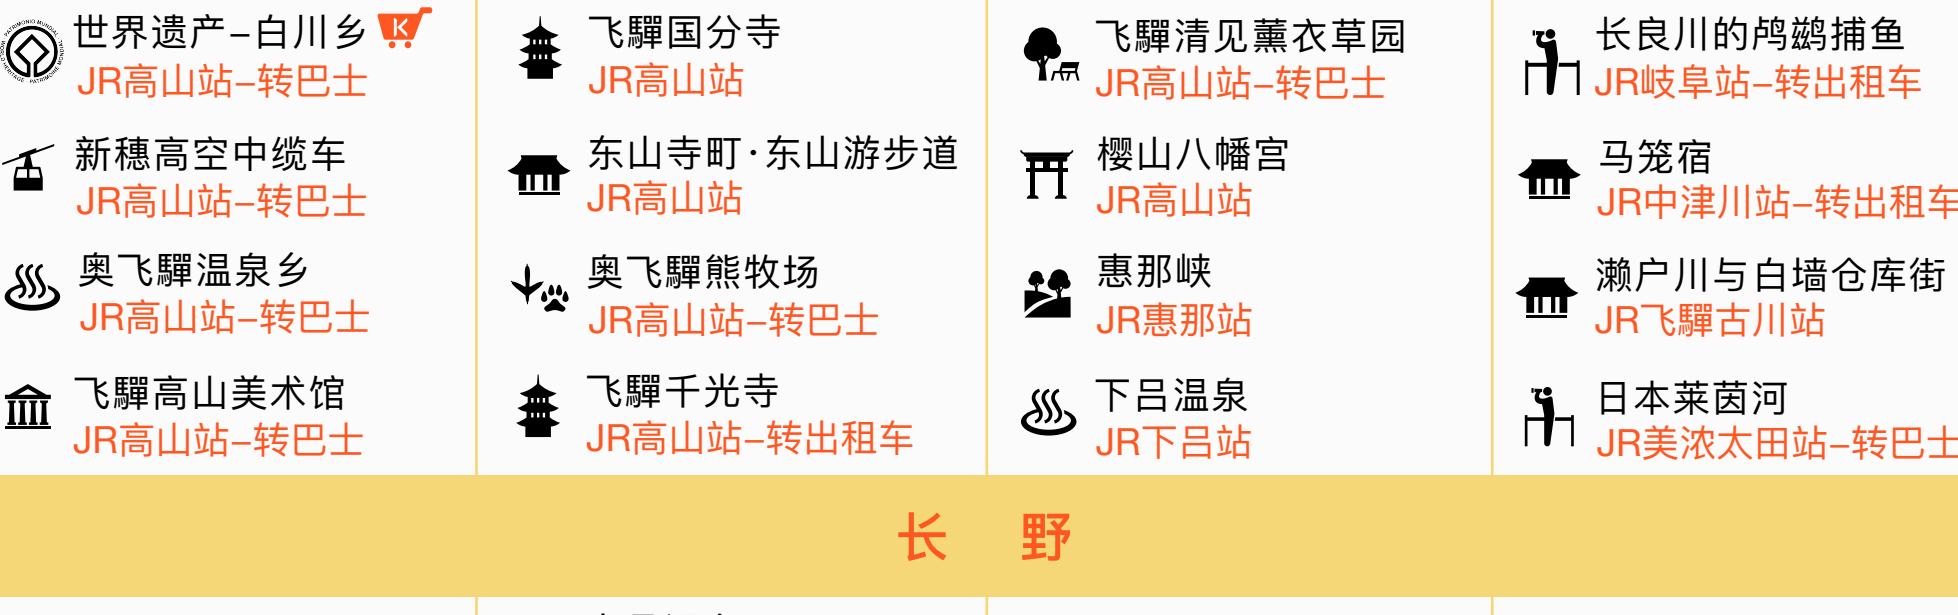 世界遗产–白川乡
JR高山站–转巴士
飞驒国分寺
JR高山站
飞驒清见薰衣草园
JR高山站–转巴士
长良川的鸬鹚捕鱼
JR岐阜站–转出租车
新穗高空中缆车
JR高山站–转巴士
东山寺町·东山游步道
JR高山站
樱山八幡宫
JR高山站
马笼宿
JR中津川站–转出租车
奥飞驒温泉乡
JR高山站–转巴士
奥飞驒熊牧场
JR高山站–转巴士
惠那峡
JR惠那站
濑户川与白墙仓库街
JR飞驒古川站
飞驒高山美术馆
JR高山站–转巴士
飞驒千光寺
JR高山站–转出租车
下吕温泉
JR下吕站
日本莱茵河
JR美浓太田站–转巴士
长 野